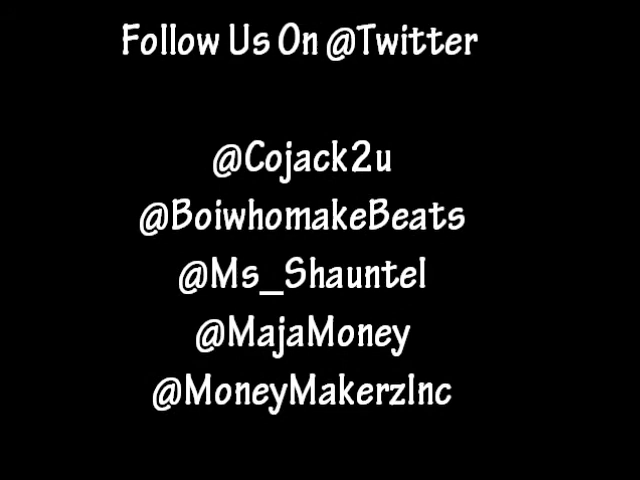 Follow Us On @Twitter
@Cojack2u
@BoiwhomakeBeats
@Ms_Shauntel
@MajaMoney
@MoneyMakerzInc